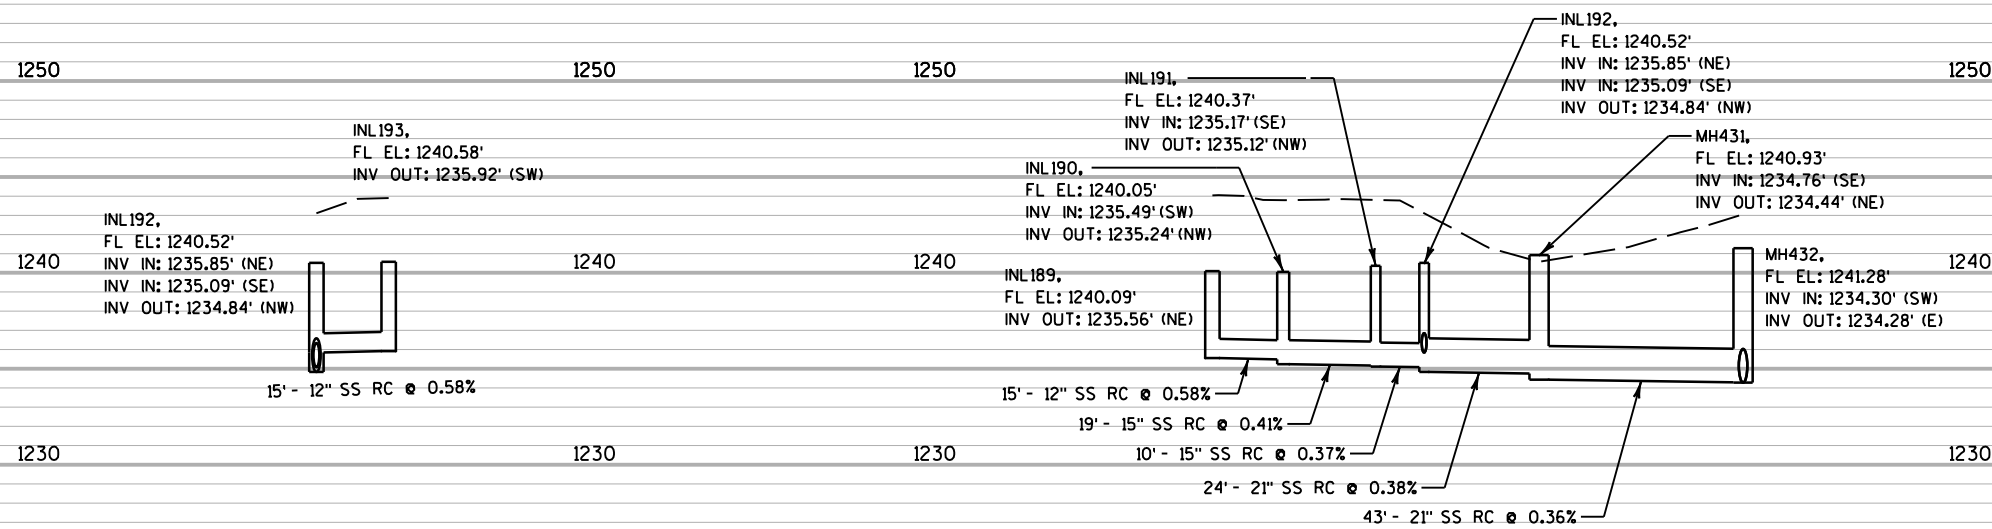 1250
1250
1250
1250
INL193,
FL EL: 1240.58'
INV OUT: 1235.92' (SW)
INL192,
FL EL: 1240.52'
INV IN: 1235.85' (NE)
INV IN: 1235.09' (SE)
INV OUT: 1234.84' (NW)
1240
1240
1240
1240
15' - 12" SS RC @ 0.58%
1230
1230
1230
1230
INL192,
FL EL: 1240.52'
INV IN: 1235.85' (NE)
INV IN: 1235.09' (SE)
INV OUT: 1234.84' (NW)
INL191,
FL EL: 1240.37'
INV IN: 1235.17' (SE)
INV OUT: 1235.12' (NW)
MH431,
FL EL: 1240.93'
INV IN: 1234.76' (SE)
INV OUT: 1234.44' (NE)
INL190,
FL EL: 1240.05'
INV IN: 1235.49' (SW)
INV OUT: 1235.24' (NW)
MH432,
FL EL: 1241.28'
INV IN: 1234.30' (SW)
INV OUT: 1234.28' (E)
INL189,
FL EL: 1240.09'
INV OUT: 1235.56' (NE)
15' - 12" SS RC @ 0.58%
19' - 15" SS RC @ 0.41%
10' - 15" SS RC @ 0.37%
24' - 21" SS RC @ 0.38%
43' - 21" SS RC @ 0.36%